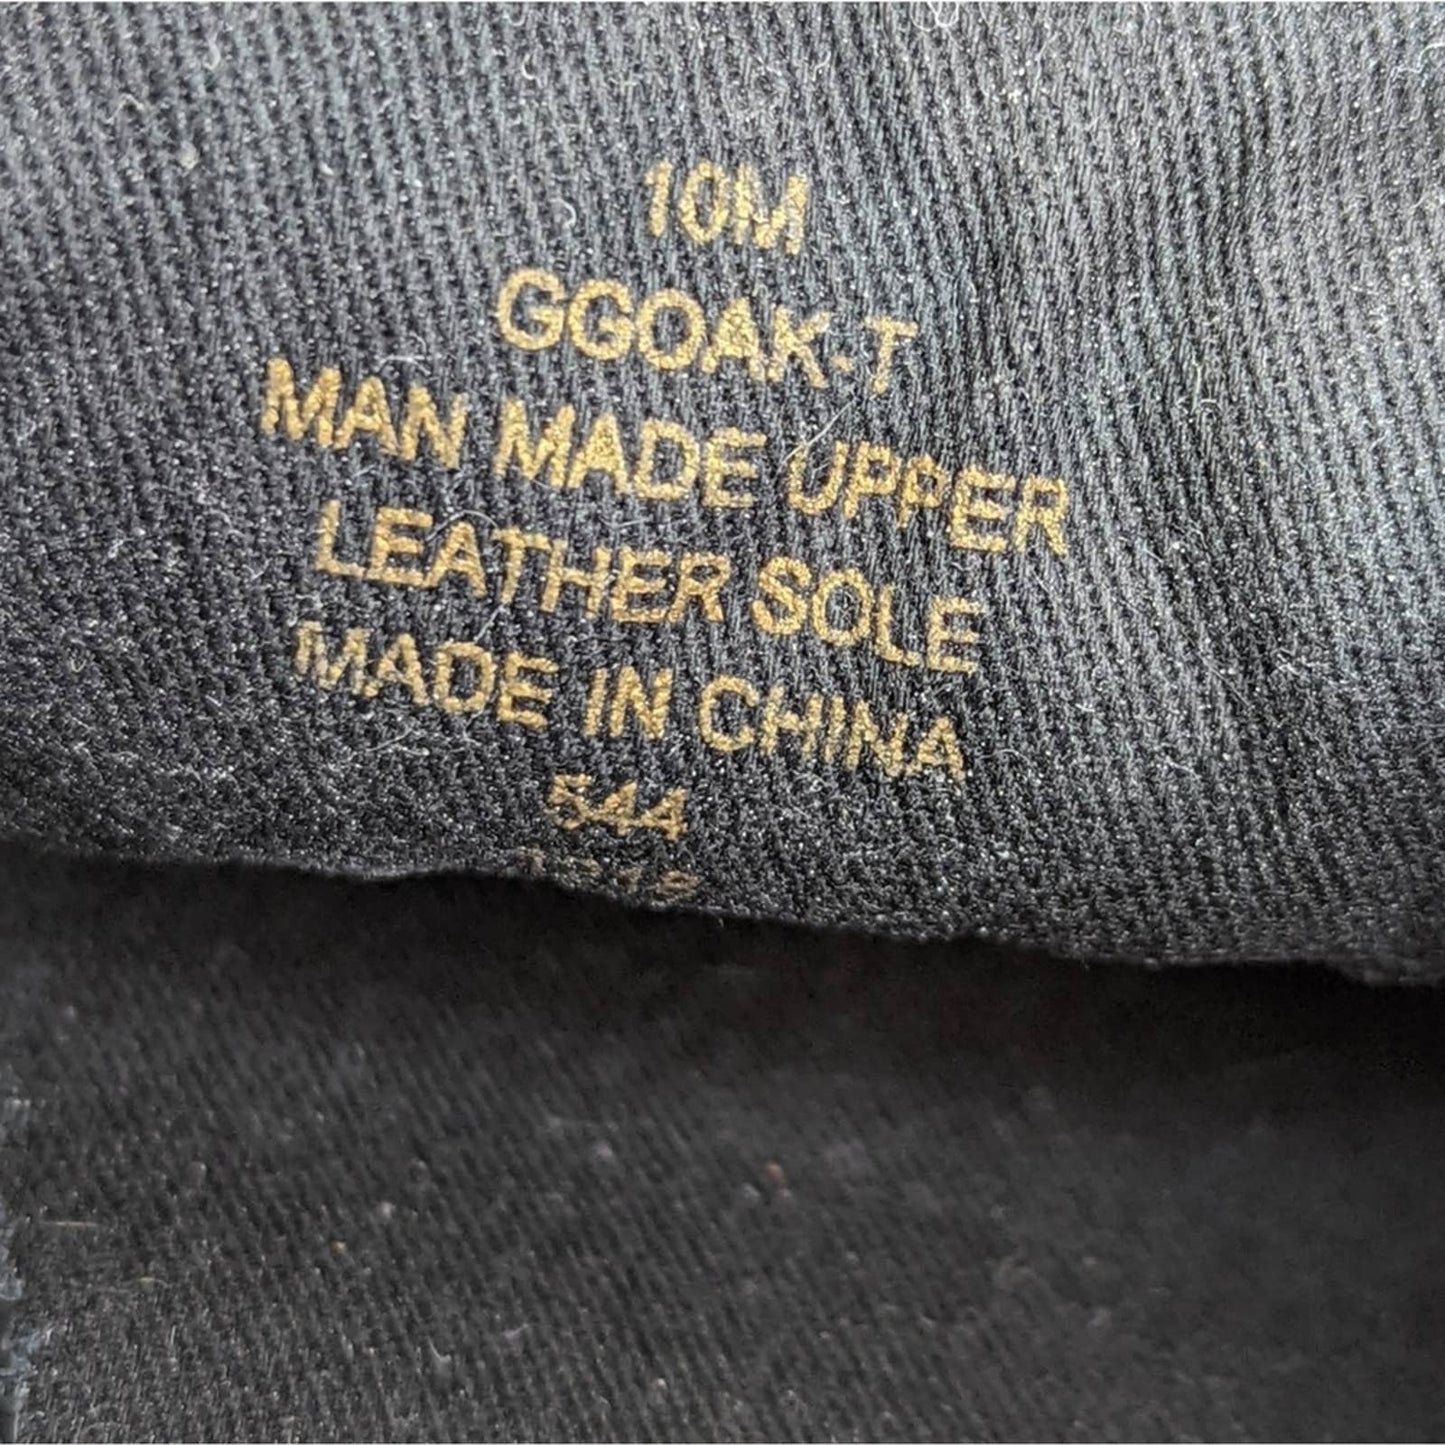 10M
GGOAK-T
MAN MADE UPPER
LEATHER SOLE
MADE IN CHINA
544